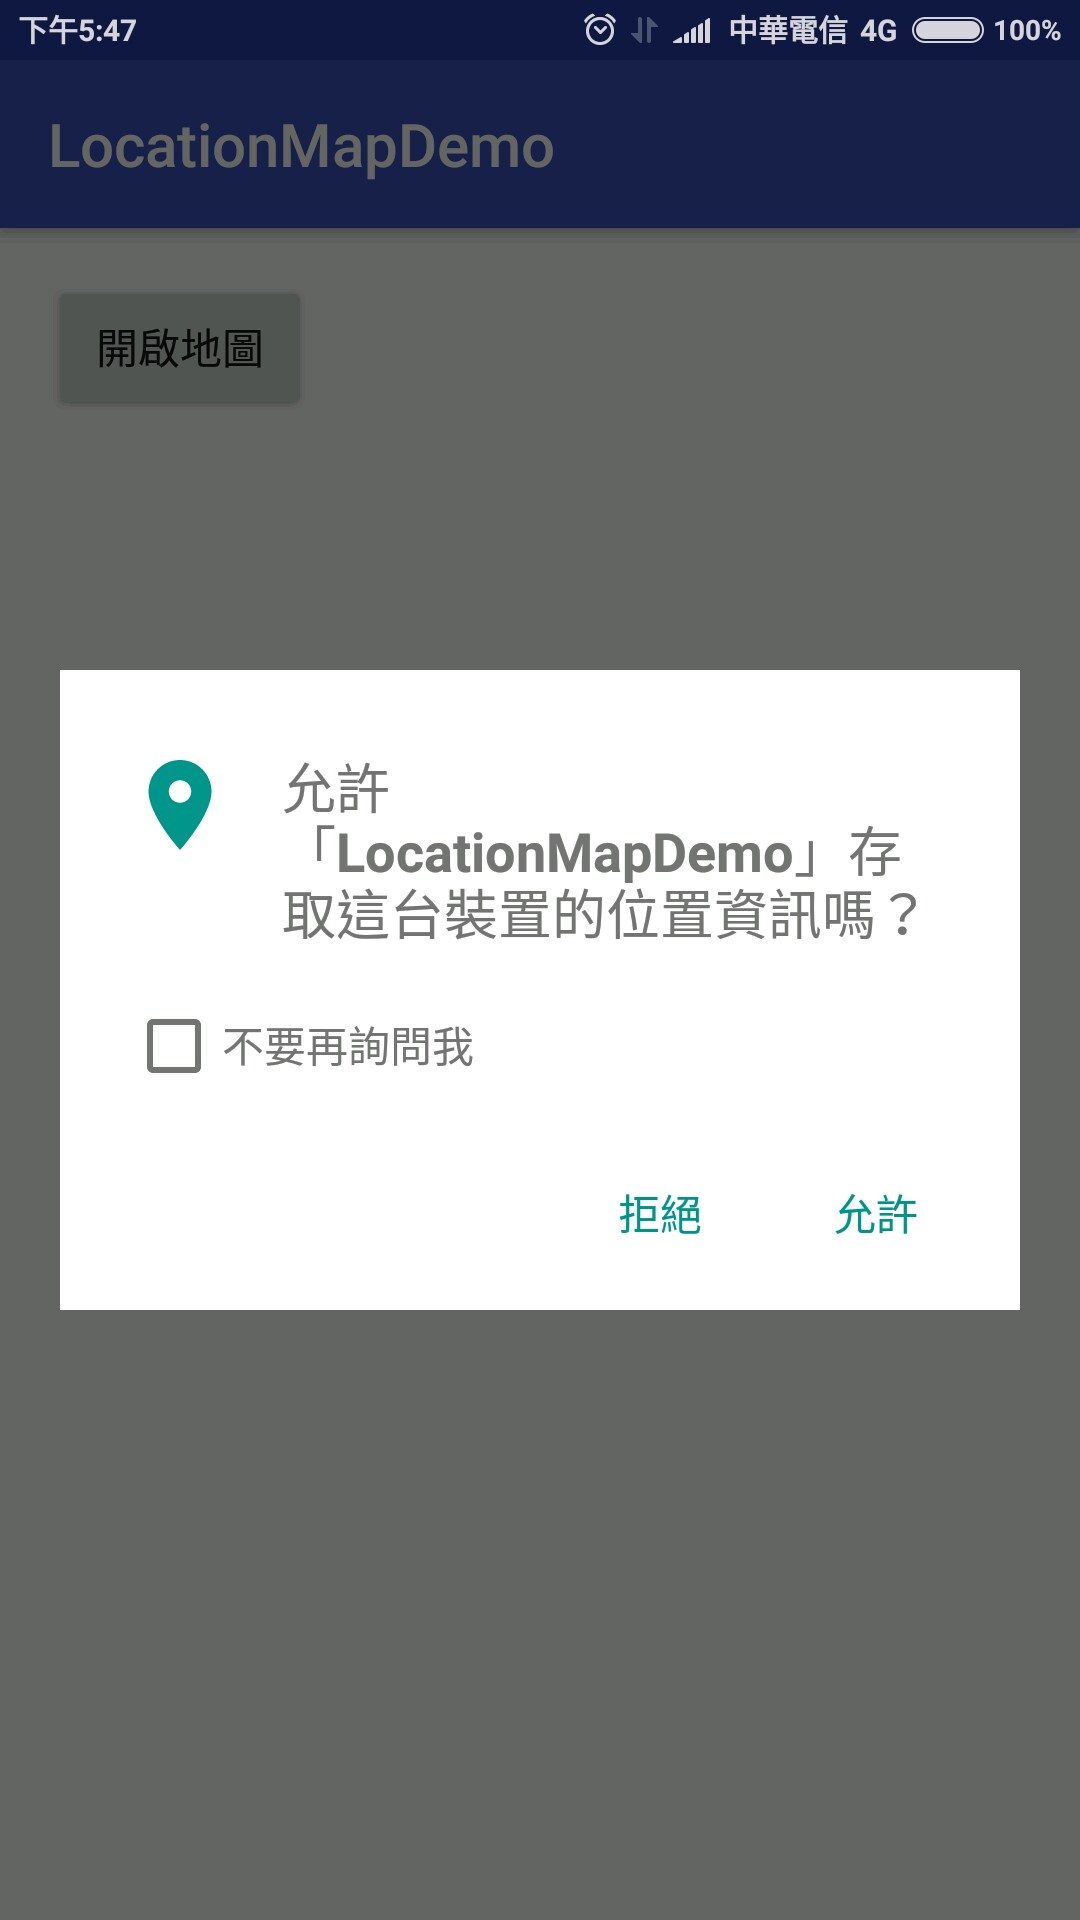 下午5:47 中華電信 4G 100%
LocationMapDemo
開啟地圖
允許
「LocationMapDemo」存
取這台裝置的位置資訊嗎？
不要再詢問我
拒絕 允許